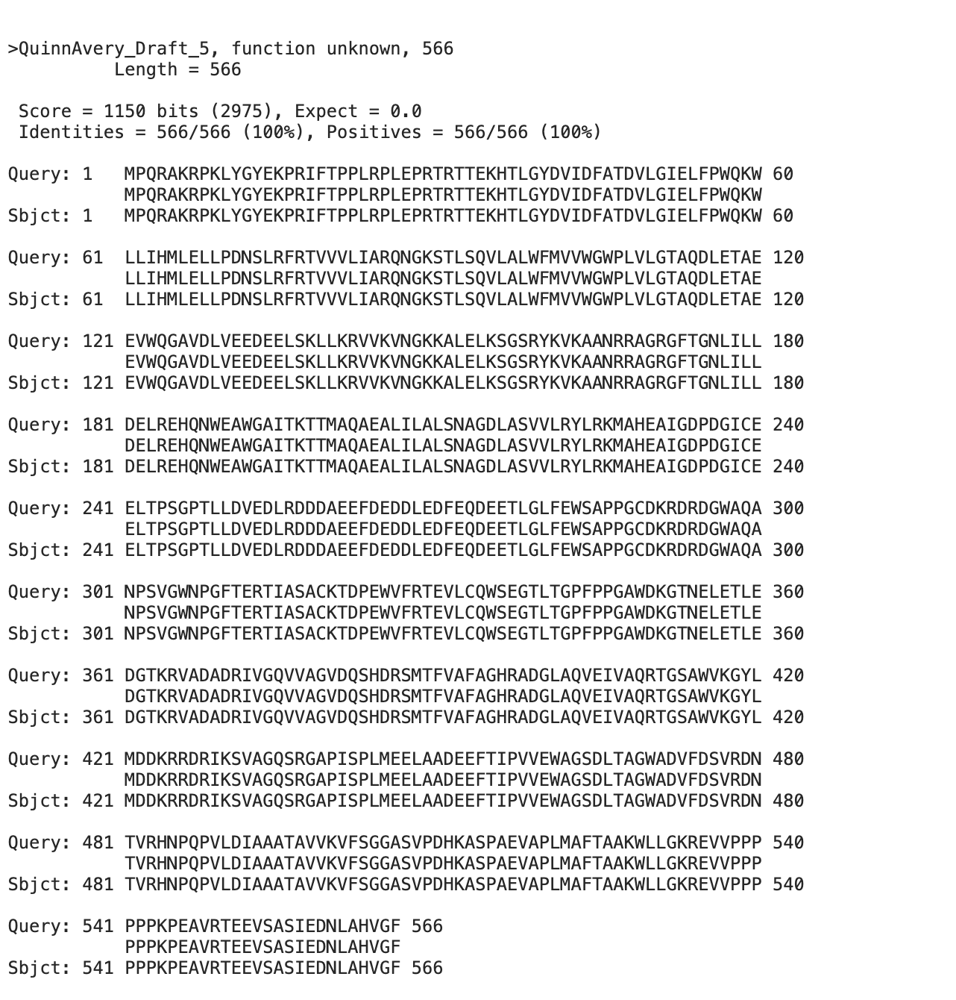 >QuinnAvery_Draft_5, function unknown, 566
Length = 566
Score = 1150 bits (2975), Expect = 0.0
Identities = 566/566 (100%), Positives = 566/566 (100%)
Query: 1 MPQRAKRPKLYGYEKPRIFTPPLRPLEPRTRTTEKHTLGYDVIDFATDVLGIELFPWQKW 60
MPQRAKRPKLYGYEKPRIFTPPLRPLEPRTRTTEKHTLGYDVIDFATDVLGIELFPWQKW
Sbjct: 1 MPQRAKRPKLYGYEKPRIFTPPLRPLEPRTRTTEKHTLGYDVIDFATDVLGIELFPWQKW 60
Query: 61 LLIHMLELLPDNSLRFRTVVVLIARQNGKSTLSQVLALWFMVVWGWPLVLGTAQDLETAE 120
LLIHMLELLPDNSLRFRTVVVLIARQNGKSTLSQVLALWFMVVWGWPLVLGTAQDLETAE
Sbjct: 61 LLIHMLELLPDNSLRFRTVVVLIARQNGKSTLSQVLALWFMVVWGWPLVLGTAQDLETAE 120
Query: 121 EVWQGAVDLVEEDEELSKLLKRVVKVNGKKALELKSGSRYKVKAANRRAGRGFTGNLILL 180
EVWQGAVDLVEEDEELSKLLKRVVKVNGKKALELKSGSRYKVKAANRRAGRGFTGNLILL
Sbjct: 121 EVWQGAVDLVEEDEELSKLLKRVVKVNGKKALELKSGSRYKVKAANRRAGRGFTGNLILL 180
Query: 181 DELREHQNWEAWGAITKTTMAQAEALILALSNAGDLASVVLRYLRKMAHEAIGDPDGICE 240
DELREHQNWEAWGAITKTTMAQAEALILALSNAGDLASVVLRYLRKMAHEAIGDPDGICE
Sbjct: 181 DELREHQNWEAWGAITKTTMAQAEALILALSNAGDLASVVLRYLRKMAHEAIGDPDGICE 240
Query: 241 ELTPSGPTLLDVEDLRDDDAEEFDEDDLEDFEQDEETLGLFEWSAPPGCDKRDRDGWAQA 300
ELTPSGPTLLDVEDLRDDDAEEFDEDDLEDFEQDEETLGLFEWSAPPGCDKRDRDGWAQA
Sbjct: 241 ELTPSGPTLLDVEDLRDDDAEEFDEDDLEDFEQDEETLGLFEWSAPPGCDKRDRDGWAQA 300
Query: 301 NPSVGWNPGFTERTIASACKTDPEWVFRTEVLCQWSEGTLTGPFPPGAWDKGTNELETLE 360
NPSVGWNPGFTERTIASACKTDPEWVFRTEVLCQWSEGTLTGPFPPGAWDKGTNELETLE
Sbjct: 301 NPSVGWNPGFTERTIASACKTDPEWVFRTEVLCQWSEGTLTGPFPPGAWDKGTNELETLE 360
Query: 361 DGTKRVADADRIVGQVVAGVDQSHDRSMTFVAFAGHRADGLAQVEIVAQRTGSAWVKGYL 420
DGTKRVADADRIVGQVVAGVDQSHDRSMTFVAFAGHRADGLAQVEIVAQRTGSAWVKGYL
Sbjct: 361 DGTKRVADADRIVGQVVAGVDQSHDRSMTFVAFAGHRADGLAQVEIVAQRTGSAWVKGYL 420
Query: 421 MDDKRRDRIKSVAGQSRGAPISPLMEELAADEEFTIPVVEWAGSDLTAGWADVFDSVRDN 480
MDDKRRDRIKSVAGQSRGAPISPLMEELAADEEFTIPVVEWAGSDLTAGWADVFDSVRDN
Sbjct: 421 MDDKRRDRIKSVAGQSRGAPISPLMEELAADEEFTIPVVEWAGSDLTAGWADVFDSVRDN 480
Query: 481 TVRHNPQPVLDIAAATAVVKVFSGGASVPDHKASPAEVAPLMAFTAAKWLLGKREVVPPP 540
TVRHNPQPVLDIAAATAVVKVFSGGASVPDHKASPAEVAPLMAFTAAKWLLGKREVVPPP
Sbjct: 481 TVRHNPQPVLDIAAATAVVKVFSGGASVPDHKASPAEVAPLMAFTAAKWLLGKREVVPPP 540
Query: 541 PPPKPEAVRTEEVSASIEDNLAHVGF 566
PPPKPEAVRTEEVSASIEDNLAHVGF
Sbjct: 541 PPPKPEAVRTEEVSASIEDNLAHVGF 566